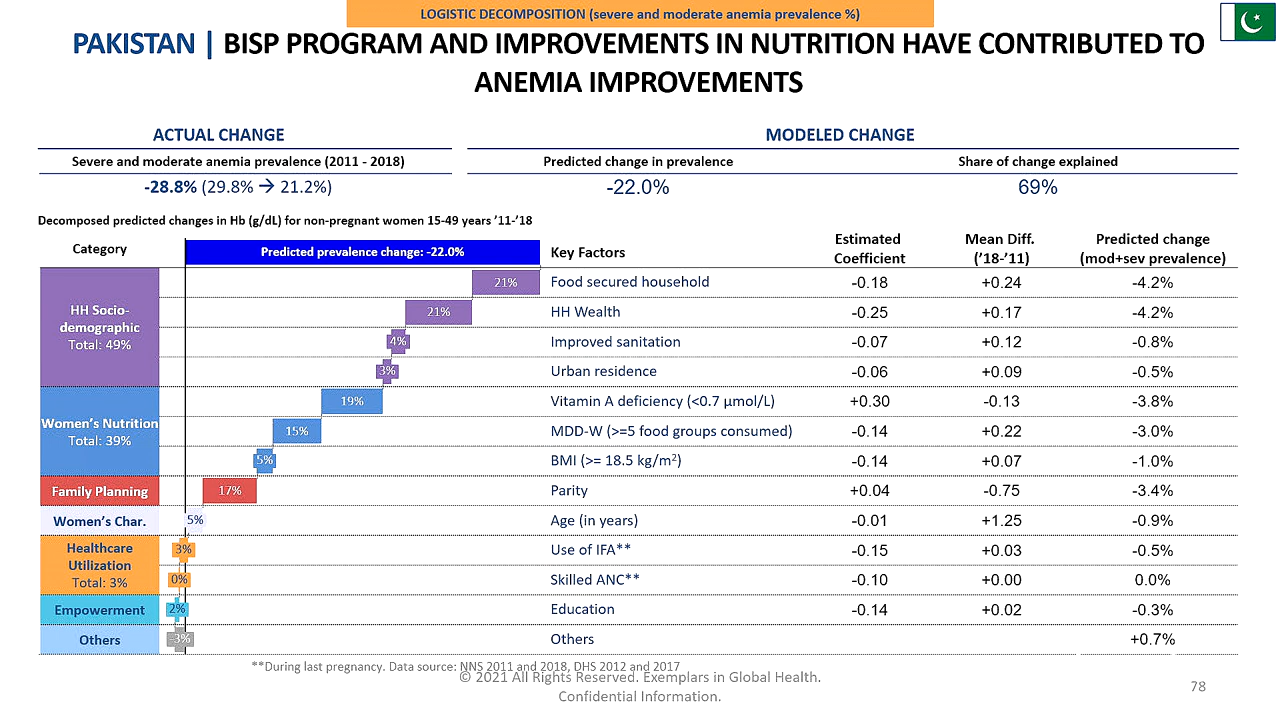 LOGISTIC DECOMPOSITION (severe and moderate anemia prevalence %)
PAKISTAN | BISP PROGRAM AND IMPROVEMENTS IN NUTRITION HAVE CONTRIBUTED TO
ANEMIA IMPROVEMENTS
ACTUAL CHANGE
Severe and moderate anemia prevalence (2011 - 2018)
-28.8% (29.8% → 21.2%)
MODELED CHANGE
Predicted change in prevalence Share of change explained
-22.0% 69%
Decomposed predicted changes in Hb (g/dL) for non-pregnant women 15-49 years ’11-’18
Category Predicted prevalence change: -22.0% Key Factors Estimated Coefficient Mean Diff. (’18-’11) Predicted change (mod+sev prevalence)
HH Socio-
demographic
Total: 49%
21% Food secured household -0.18 +0.24 -4.2%
21% HH Wealth -0.25 +0.17 -4.2%
4% Improved sanitation -0.07 +0.12 -0.8%
3% Urban residence -0.06 +0.09 -0.5%
Women’s Nutrition
Total: 39%
19% Vitamin A deficiency (<0.7 µmol/L) +0.30 -0.13 -3.8%
15% MDD-W (>=5 food groups consumed) -0.14 +0.22 -3.0%
5% BMI (>= 18.5 kg/m²) -0.14 +0.07 -1.0%
Family Planning 17% Parity +0.04 -0.75 -3.4%
Women’s Char. 5% Age (in years) -0.01 +1.25 -0.9%
Healthcare
Utilization
Total: 3%
3% Use of IFA** -0.15 +0.03 -0.5%
0% Skilled ANC** -0.10 +0.00 0.0%
Empowerment 2% Education -0.14 +0.02 -0.3%
Others -3% Others +0.7%
**During last pregnancy. Data source: NNS 2011 and 2018, DHS 2012 and 2017
© 2021 All Rights Reserved. Exemplars in Global Health.
Confidential Information.
78